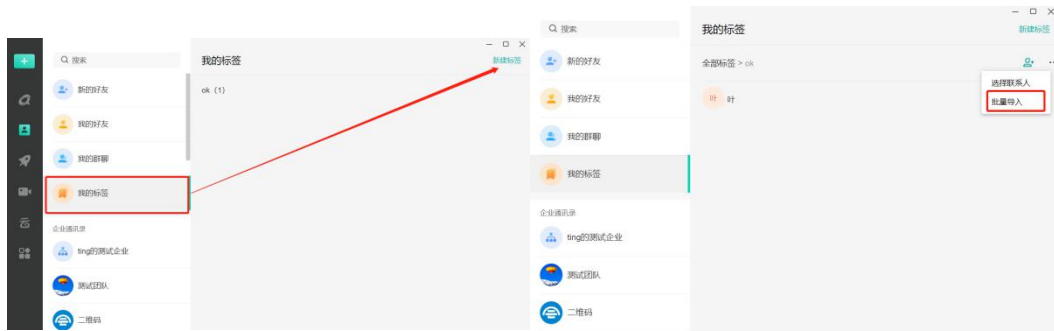 搜索
新的好友
我的好友
我的群聊
我的标签
企业通讯录
ting的测试企业
测试团队
二维码
我的标签
新建标签
ok (1)
搜索
新的好友
我的好友
我的群聊
我的标签
企业通讯录
ting的测试企业
测试团队
二维码
我的标签
新建标签
全部标签 > ok
选择联系人
批量导入
叶 叶